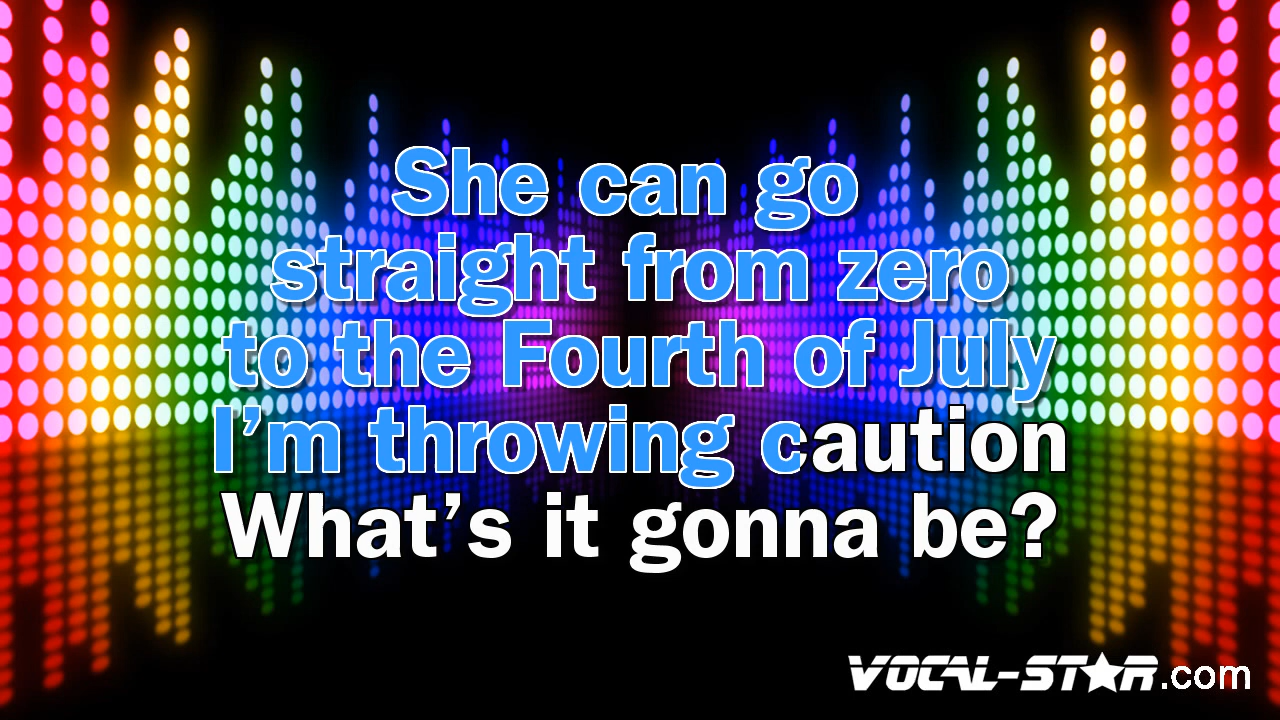 She can go
straight from zero
to the Fourth of July
I'm throwing caution
What's it gonna be?
VOCAL-STAR.com